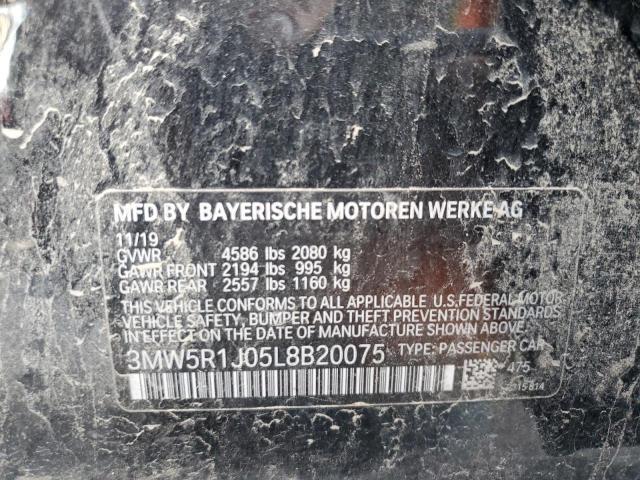 MFD BY BAYERISCHE MOTOREN WERKE AG
11/19
GVWR 4586 lbs 2080 kg
GAWR FRONT 2194 lbs 995 kg
GAWR REAR 2557 lbs 1160 kg
THIS VEHICLE CONFORMS TO ALL APPLICABLE U.S. FEDERAL MOTOR
VEHICLE SAFETY, BUMPER AND THEFT PREVENTION STANDARDS
IN EFFECT ON THE DATE OF MANUFACTURE SHOWN ABOVE.
3MW5R1J05L8B20075 TYPE: PASSENGER CAR
475